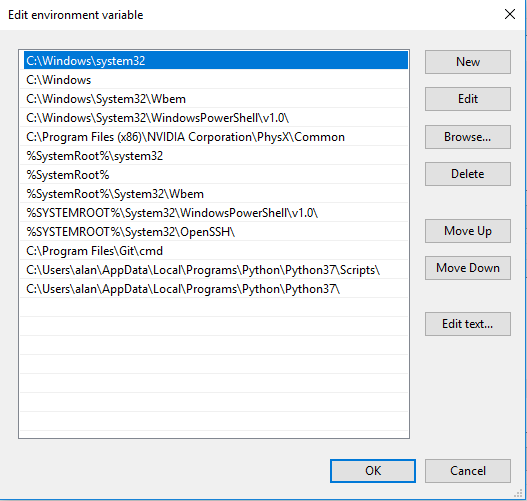 Edit environment variable
C:\Windows\system32
C:\Windows
C:\Windows\System32\Wbem
C:\Windows\System32\WindowsPowerShell\v1.0\
C:\Program Files (x86)\NVIDIA Corporation\PhysX\Common
%SystemRoot%\system32
%SystemRoot%
%SystemRoot%\System32\Wbem
%SYSTEMROOT%\System32\WindowsPowerShell\v1.0\
%SYSTEMROOT%\System32\OpenSSH\
C:\Program Files\Git\cmd
C:\Users\alan\AppData\Local\Programs\Python\Python37\Scripts\
C:\Users\alan\AppData\Local\Programs\Python\Python37\
New
Edit
Browse...
Delete
Move Up
Move Down
Edit text...
OK
Cancel